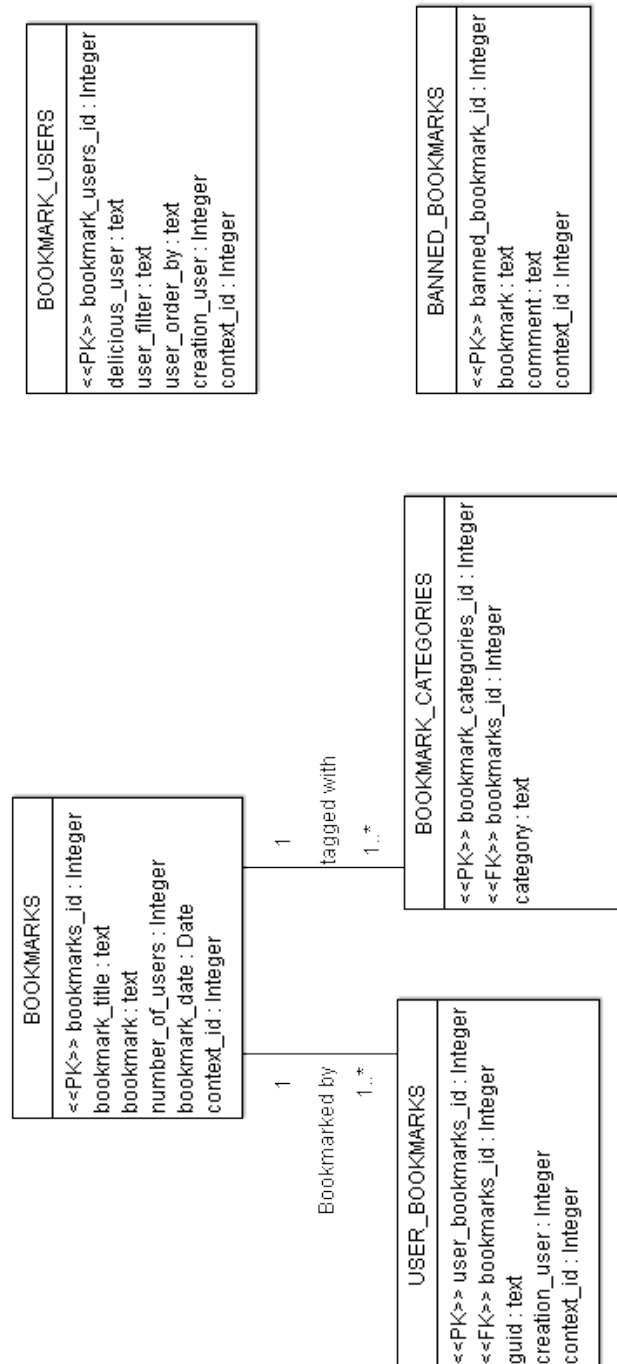 BOOKMARKS
<<PK>> bookmarks_id : Integer
bookmark_title : text
bookmark : text
number_of_users : Integer
bookmark_date : Date
context_id : Integer
BOOKMARK_USERS
<<PK>> bookmark_users_id : Integer
delicious_user : text
user_filter : text
user_order_by : text
creation_user : Integer
context_id : Integer
1
Bookmarked by
1..*
1
tagged with
1..*
USER_BOOKMARKS
<<PK>> user_bookmarks_id : Integer
<<FK>> bookmarks_id : Integer
guid : text
creation_user : Integer
context_id : Integer
BOOKMARK_CATEGORIES
<<PK>> bookmark_categories_id : Integer
<<FK>> bookmarks_id : Integer
category : text
BANNED_BOOKMARKS
<<PK>> banned_bookmark_id : Integer
bookmark : text
comment : text
context_id : Integer